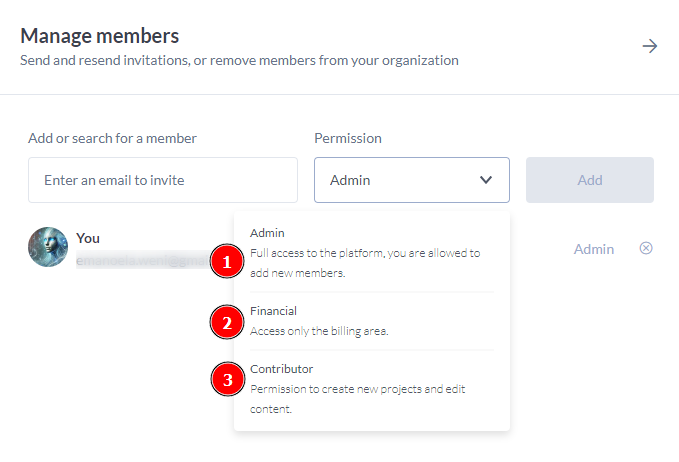 Manage members
Send and resend invitations, or remove members from your organization
Add or search for a member
Permission
Enter an email to invite
Admin
Add
You
Admin
Admin
Full access to the platform, you are allowed to
add new members.
1
Financial
Access only the billing area.
2
Contributor
Permission to create new projects and edit
content.
3